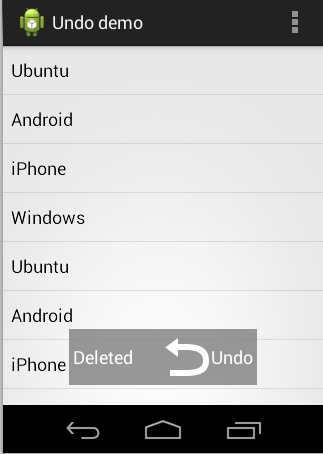 Undo demo
Ubuntu
Android
iPhone
Windows
Ubuntu
Android
iPhone
Deleted Undo